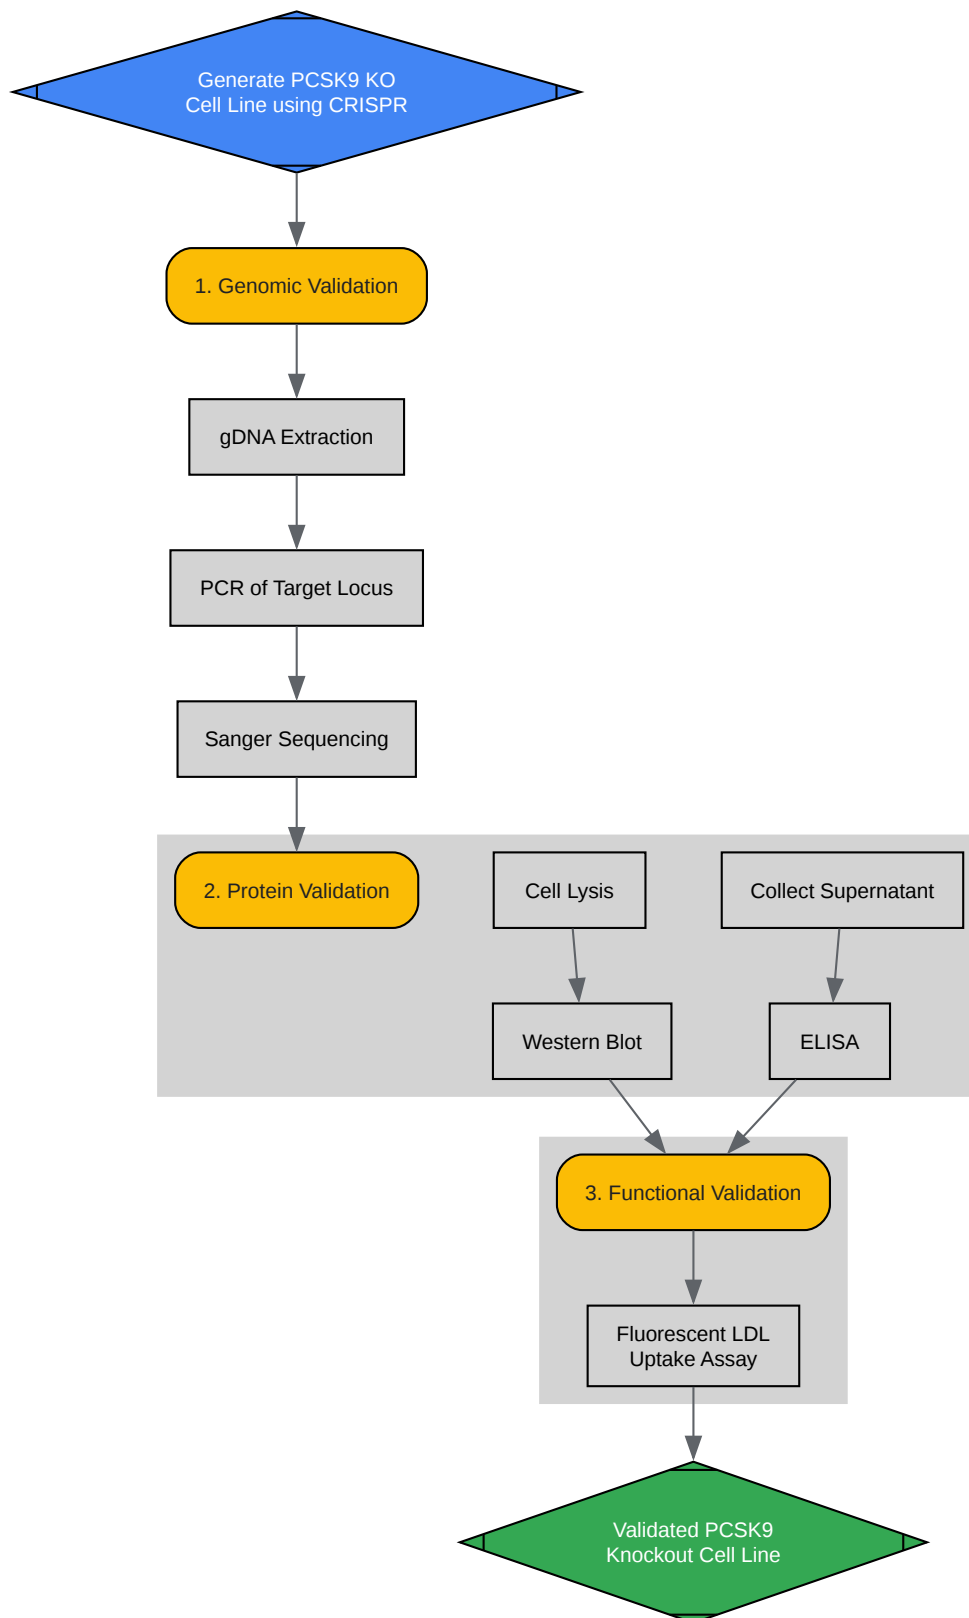 Generate PCSK9 KO
Cell Line using CRISPR
1. Genomic Validation
gDNA Extraction
PCR of Target Locus
Sanger Sequencing
2. Protein Validation
Cell Lysis
Collect Supernatant
Western Blot
ELISA
3. Functional Validation
Fluorescent LDL
Uptake Assay
Validated PCSK9
Knockout Cell Line